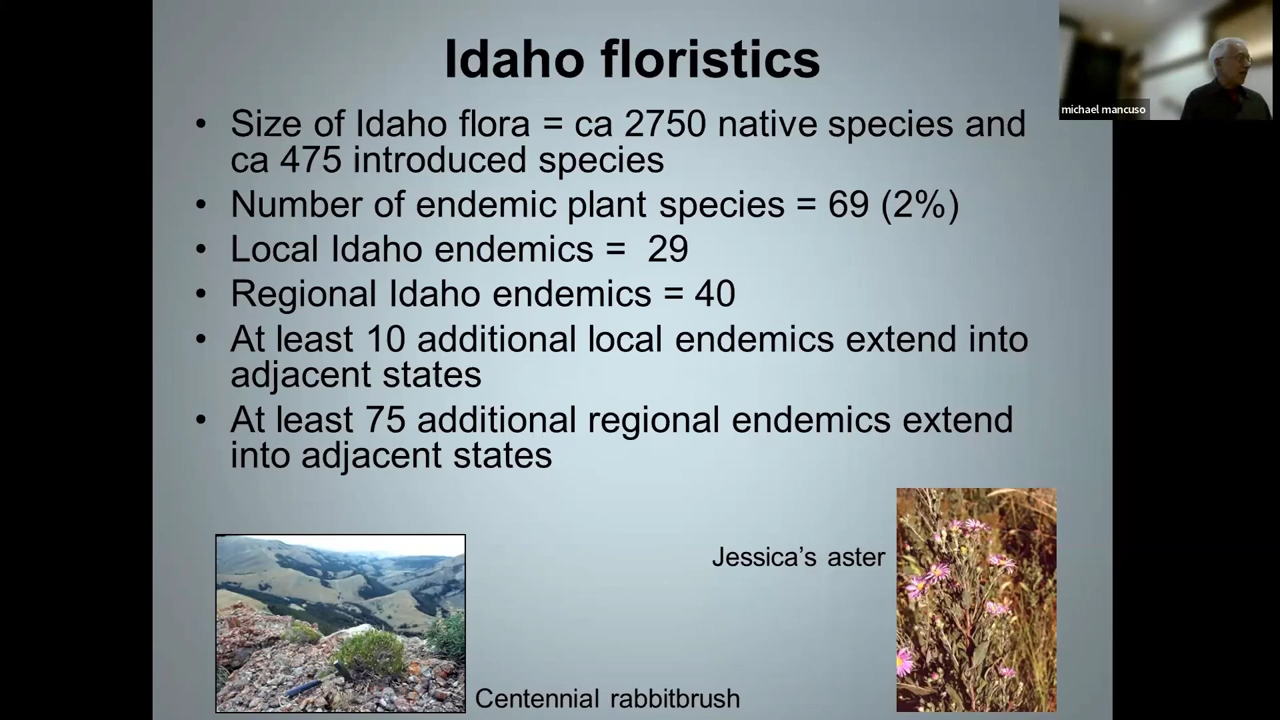 Idaho floristics
michael mancuso
• Size of Idaho flora = ca 2750 native species and
ca 475 introduced species
• Number of endemic plant species = 69 (2%)
• Local Idaho endemics = 29
• Regional Idaho endemics = 40
• At least 10 additional local endemics extend into
adjacent states
• At least 75 additional regional endemics extend
into adjacent states
Jessica’s aster
Centennial rabbitbrush